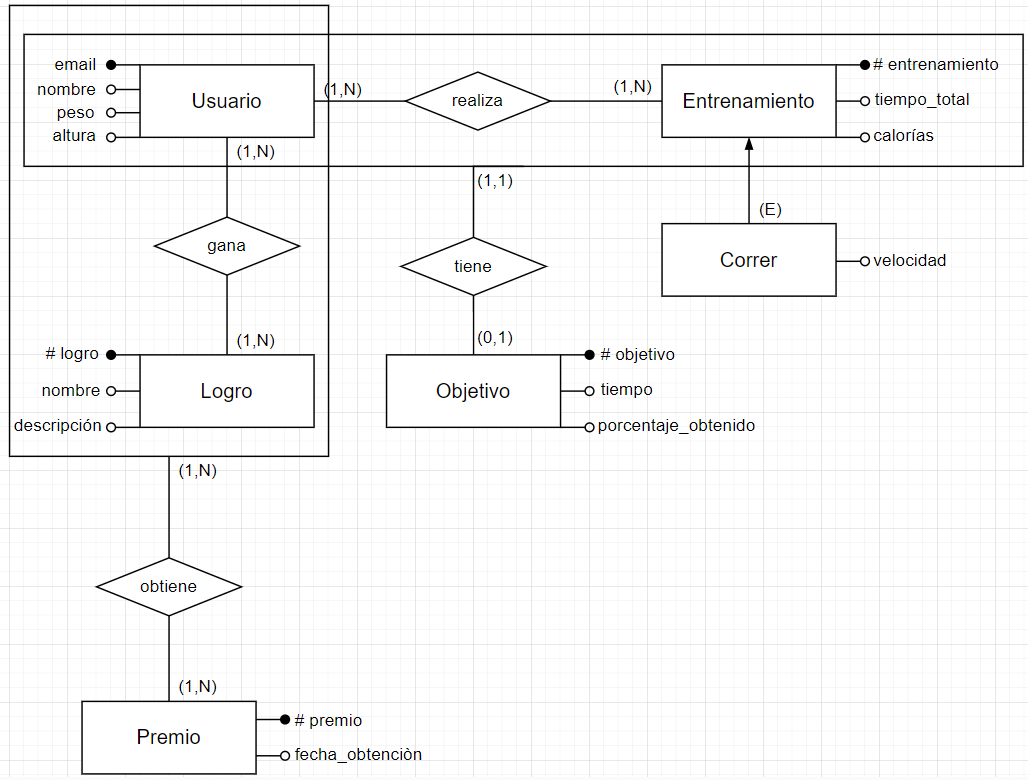 email
nombre
peso
altura
Usuario
(1,N)
realiza
(1,N)
Entrenamiento
# entrenamiento
tiempo_total
calorías
(1,N)
(1,1)
(E)
gana
tiene
Correr
velocidad
(1,N)
(0,1)
# logro
nombre
descripción
Logro
Objetivo
# objetivo
tiempo
porcentaje_obtenido
(1,N)
obtiene
(1,N)
Premio
# premio
fecha_obtenciòn